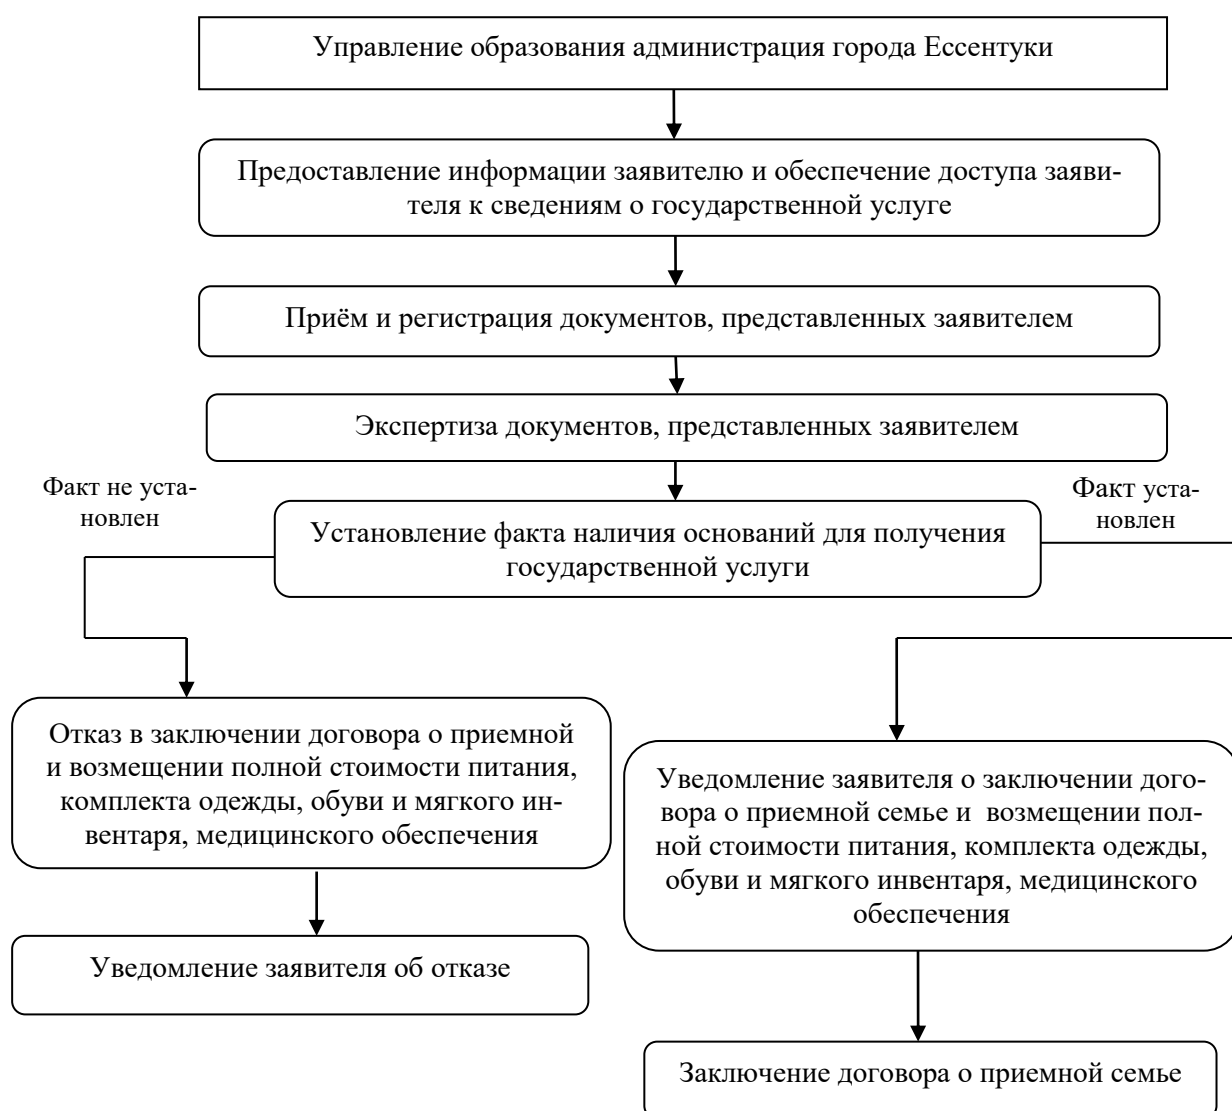 Управление образования администрация города Ессентуки
Предоставление информации заявителю и обеспечение доступа заяви-
теля к сведениям о государственной услуге
Приём и регистрация документов, представленных заявителем
Экспертиза документов, представленных заявителем
Факт не уста-
новлен
Факт уста-
новлен
Установление факта наличия оснований для получения
государственной услуги
Отказ в заключении договора о приемной
и возмещении полной стоимости питания,
комплекта одежды, обуви и мягкого ин-
вентаря, медицинского обеспечения
Уведомление заявителя о заключении дого-
вора о приемной семье и возмещении пол-
ной стоимости питания, комплекта одежды,
обуви и мягкого инвентаря, медицинского
обеспечения
Уведомление заявителя об отказе
Заключение договора о приемной семье